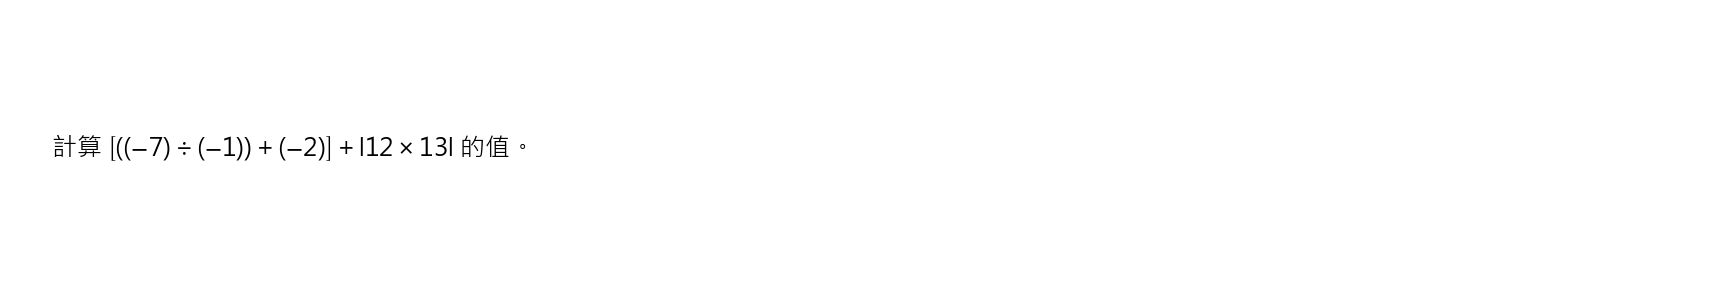 計算 [((−7) ÷ (−1)) + (−2)] + |12 × 13| 的值。